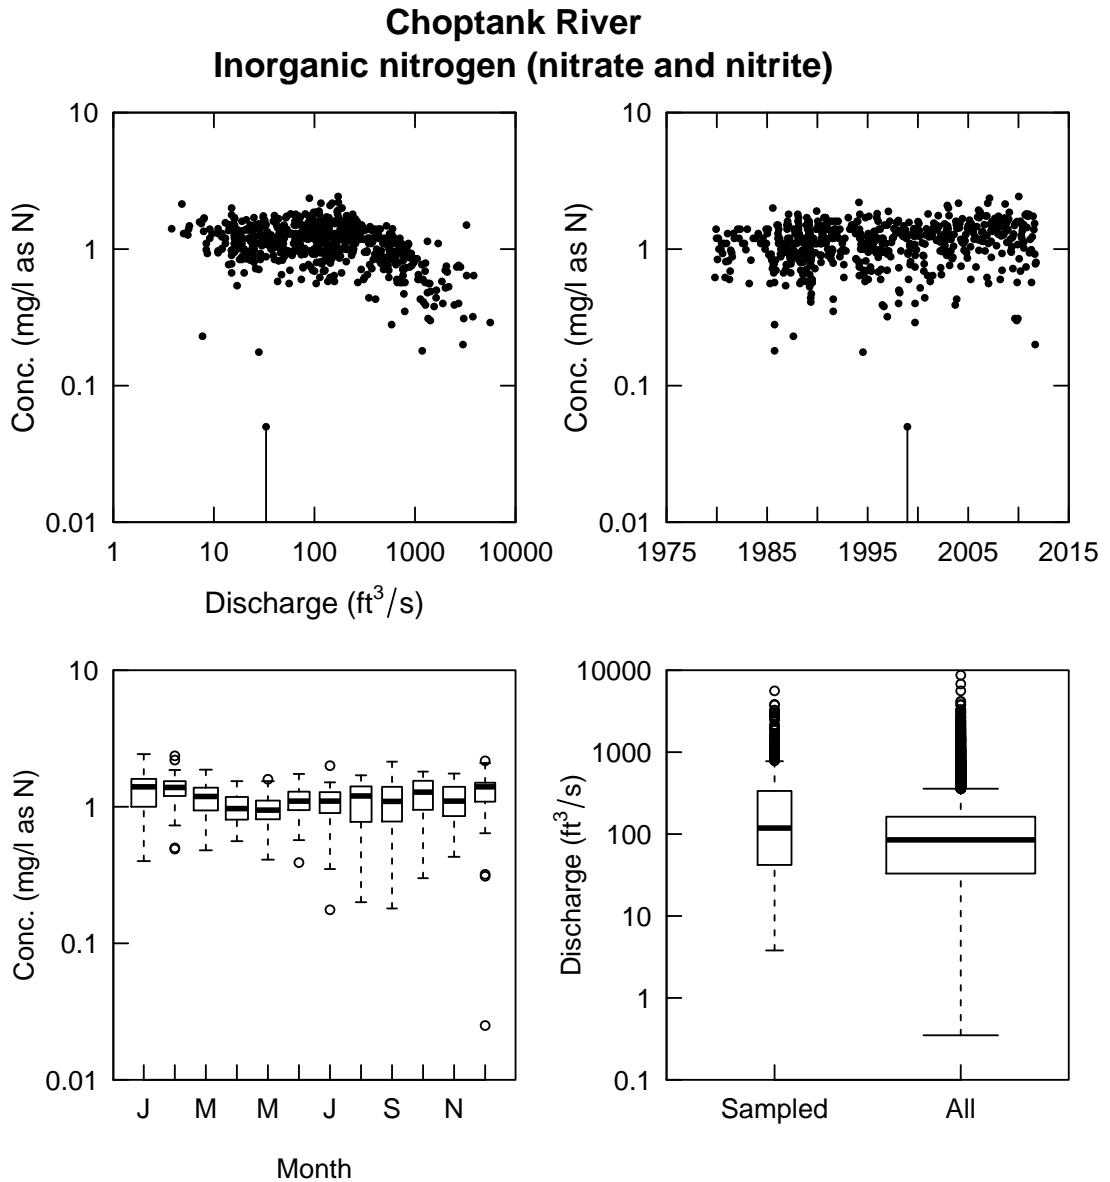 Choptank River
Inorganic nitrogen (nitrate and nitrite)
Conc. (mg/l as N)
10
1
0.1
0.01
1 10 100 1000 10000
Discharge (ft³/s)
Conc. (mg/l as N)
10
1
0.1
0.01
1975 1985 1995 2005 2015
Conc. (mg/l as N)
10
1
0.1
0.01
J M M J S N
Month
Discharge (ft³/s)
10000
1000
100
10
1
0.1
Sampled All